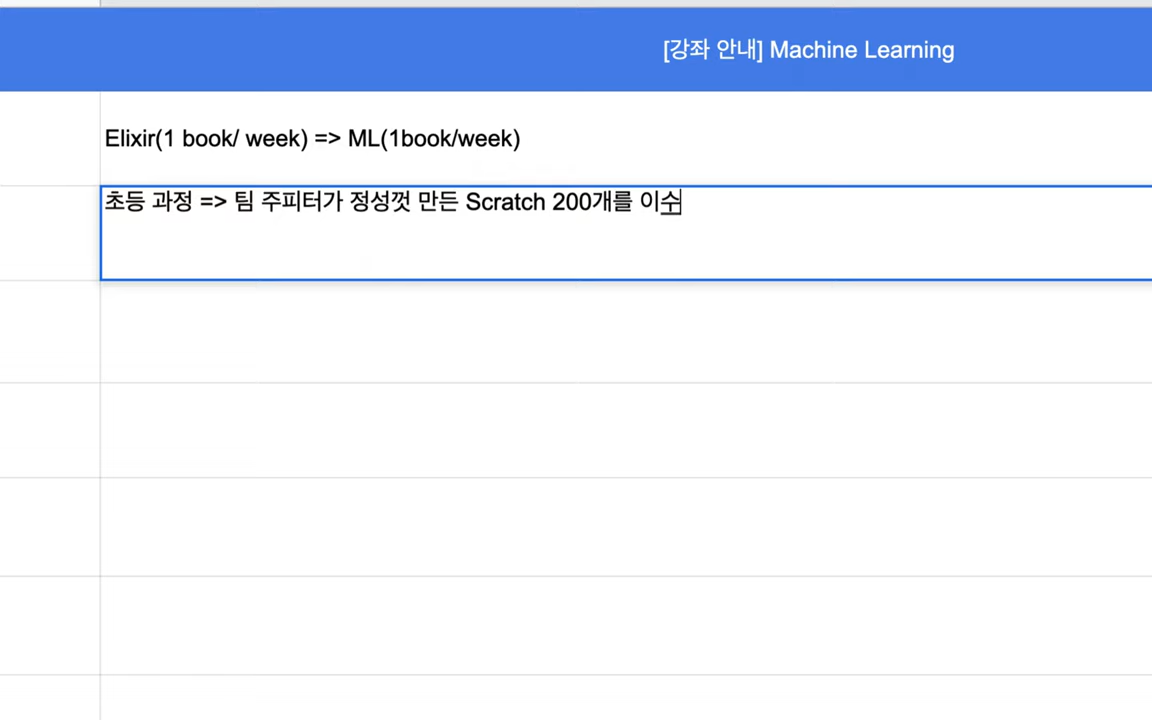 [강좌 안내] Machine Learning
Elixir(1 book/ week) => ML(1book/week)
초등 과정 => 팀 주피터가 정성껏 만든 Scratch 200개를 이수